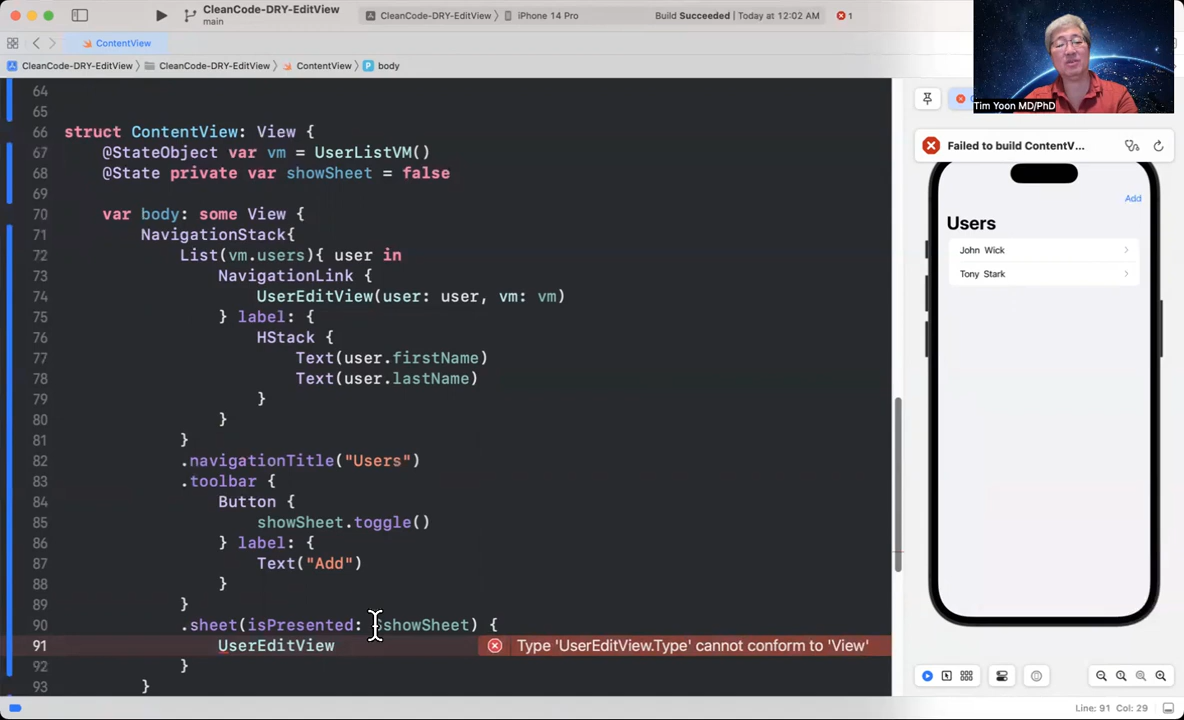 CleanCode-DRY-EditView
main
CleanCode-DRY-EditView
iPhone 14 Pro
Build Succeeded | Today at 12:02 AM
1
ContentView
CleanCode-DRY-EditView
CleanCode-DRY-EditView
ContentView
body
Tim Yoon MD/PhD
64
65
66 struct ContentView: View {
67 @StateObject var vm = UserListVM()
68 @State private var showSheet = false
69
70 var body: some View {
71 NavigationStack{
72 List(vm.users){ user in
73 NavigationLink {
74 UserEditView(user: user, vm: vm)
75 } label: {
76 HStack {
77 Text(user.firstName)
78 Text(user.lastName)
79 }
80 }
81 }
82 .navigationTitle("Users")
83 .toolbar {
84 Button {
85 showSheet.toggle()
86 } label: {
87 Text("Add")
88 }
89 }
90 .sheet(isPresented: $showSheet) {
91 UserEditView Type 'UserEditView.Type' cannot conform to 'View'
92 }
93 }
Failed to build ContentV...
Add
Users
John Wick
Tony Stark
Line: 91 Col: 29